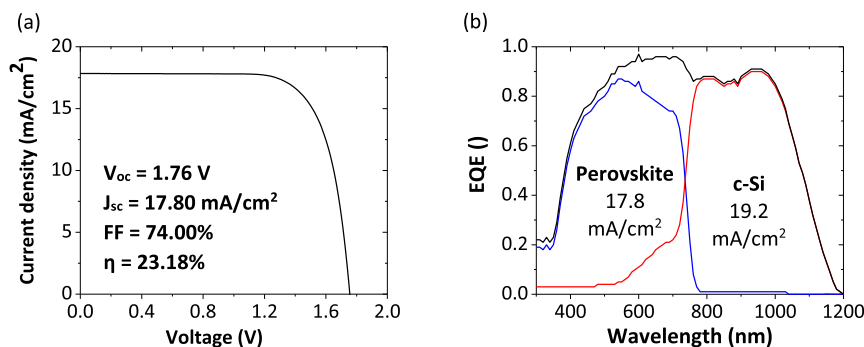 (a)
Current density (mA/cm²)
20
15
10
5
0
Voc = 1.76 V
Jsc = 17.80 mA/cm²
FF = 74.00%
η = 23.18%
0.0 0.4 0.8 1.2 1.6 2.0
Voltage (V)
(b)
EQE ()
1.0
0.8
0.6
0.4
0.2
0.0
Perovskite
17.8
mA/cm²
c-Si
19.2
mA/cm²
400 600 800 1000 1200
Wavelength (nm)